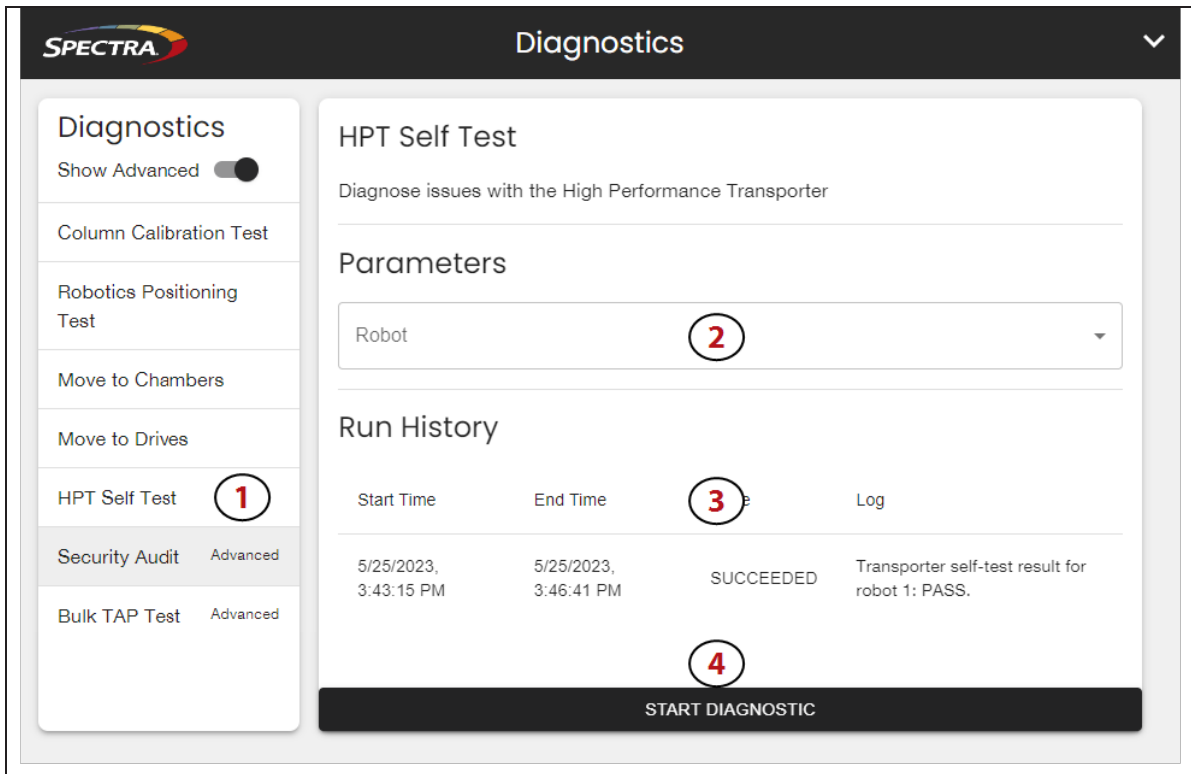 SPECTRA
Diagnostics
Diagnostics
Show Advanced
Column Calibration Test
Robotics Positioning
Test
Move to Chambers
Move to Drives
HPT Self Test 1
Security Audit Advanced
Bulk TAP Test Advanced
HPT Self Test
Diagnose issues with the High Performance Transporter
Parameters
Robot 2
Run History
Start Time End Time 3 Log
5/25/2023, 5/25/2023, SUCCEEDED Transporter self-test result for
3:43:15 PM 3:46:41 PM robot 1: PASS.
4
START DIAGNOSTIC